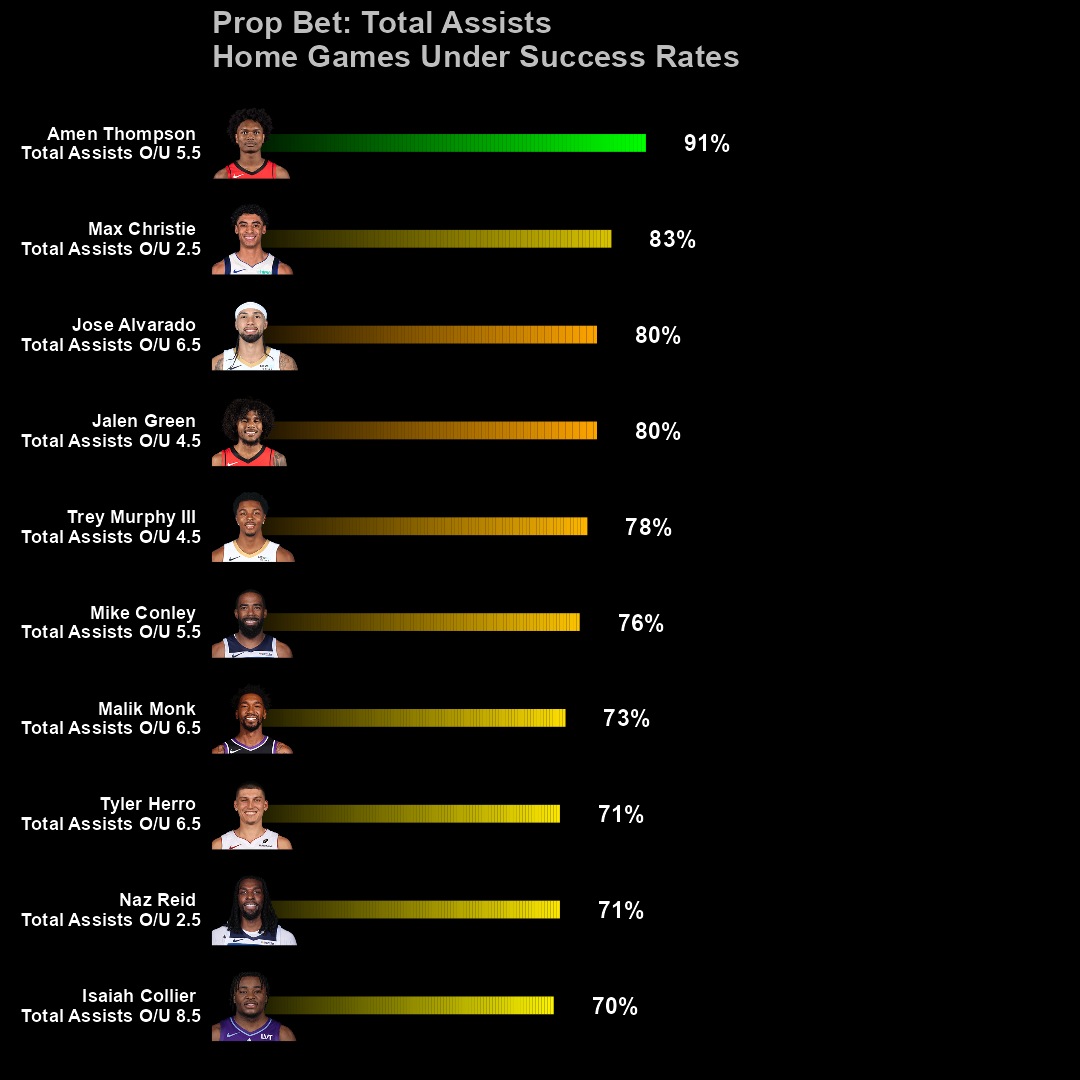 Prop Bet: Total Assists
Home Games Under Success Rates
Amen Thompson
Total Assists O/U 5.5
91%
Max Christie
Total Assists O/U 2.5
83%
Jose Alvarado
Total Assists O/U 6.5
80%
Jalen Green
Total Assists O/U 4.5
80%
Trey Murphy III
Total Assists O/U 4.5
78%
Mike Conley
Total Assists O/U 5.5
76%
Malik Monk
Total Assists O/U 6.5
73%
Tyler Herro
Total Assists O/U 6.5
71%
Naz Reid
Total Assists O/U 2.5
71%
Isaiah Collier
Total Assists O/U 8.5
70%